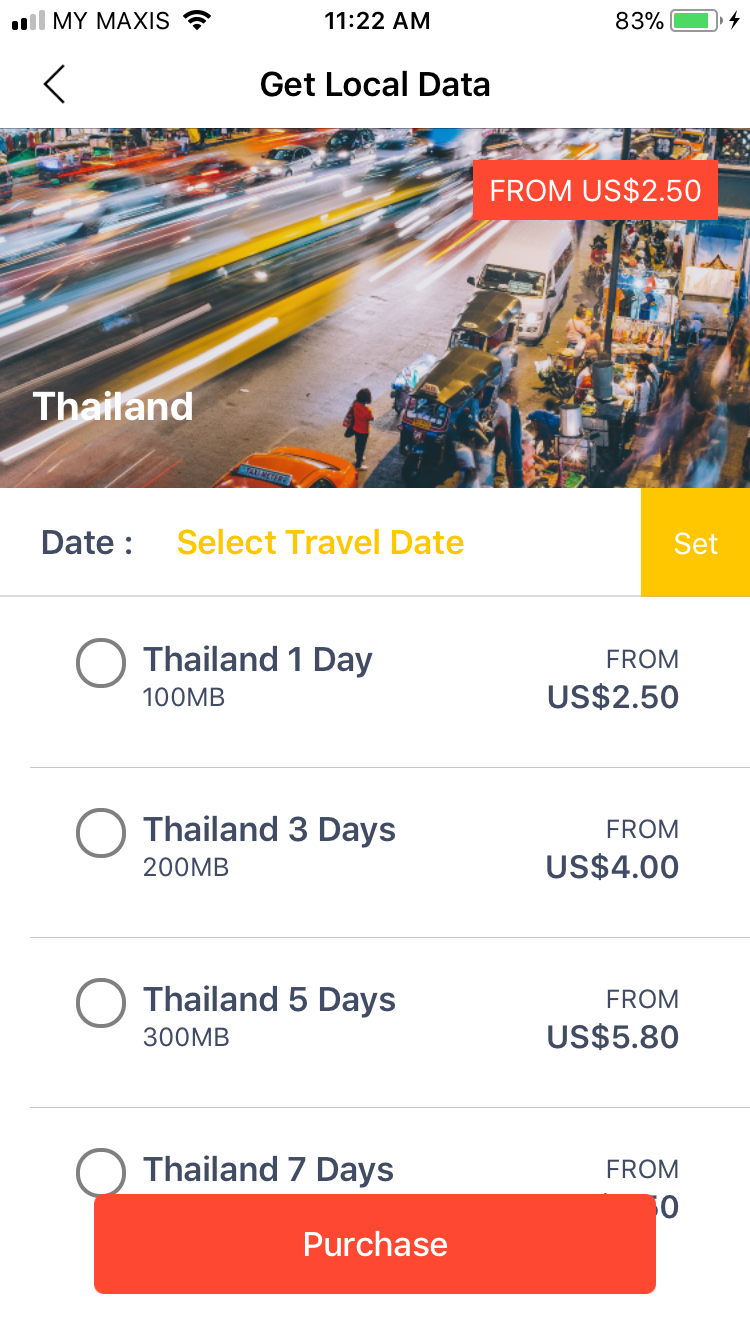 MY MAXIS 11:22 AM 83%
Get Local Data
FROM US$2.50
Thailand
TAXI-METER
Date : Select Travel Date Set
Thailand 1 Day FROM
100MB US$2.50
Thailand 3 Days FROM
200MB US$4.00
Thailand 5 Days FROM
300MB US$5.80
Thailand 7 Days FROM
Purchase